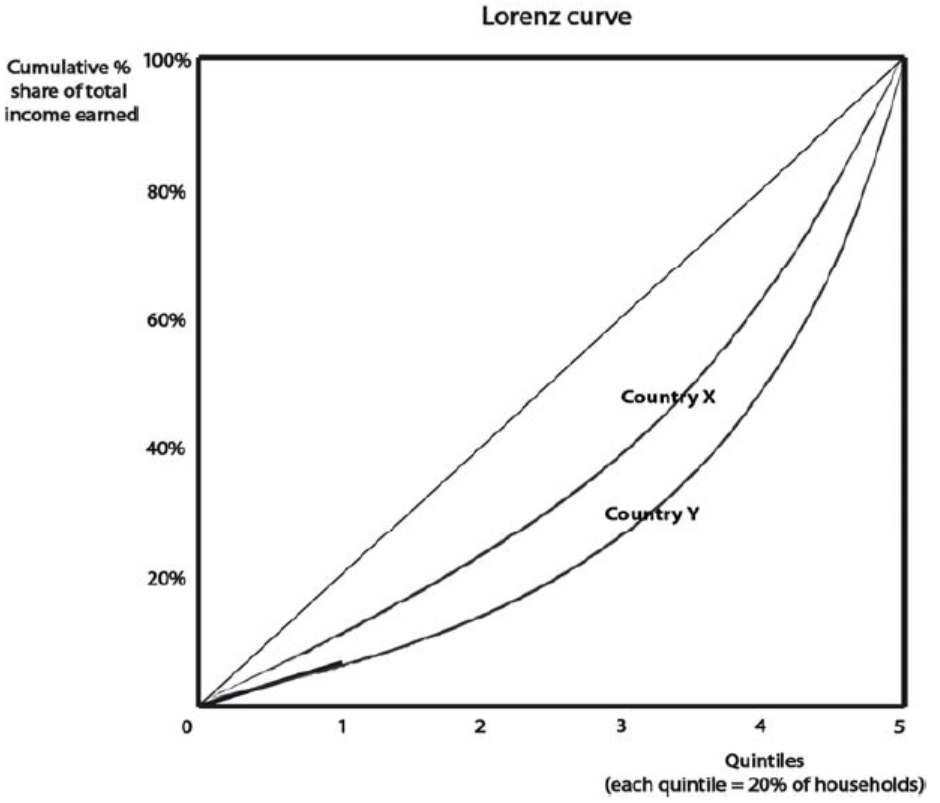 Lorenz curve
Cumulative %
share of total
income earned
100%
80%
60%
40%
20%
Country X
Country Y
0 1 2 3 4 5
Quintiles
(each quintile = 20% of households)